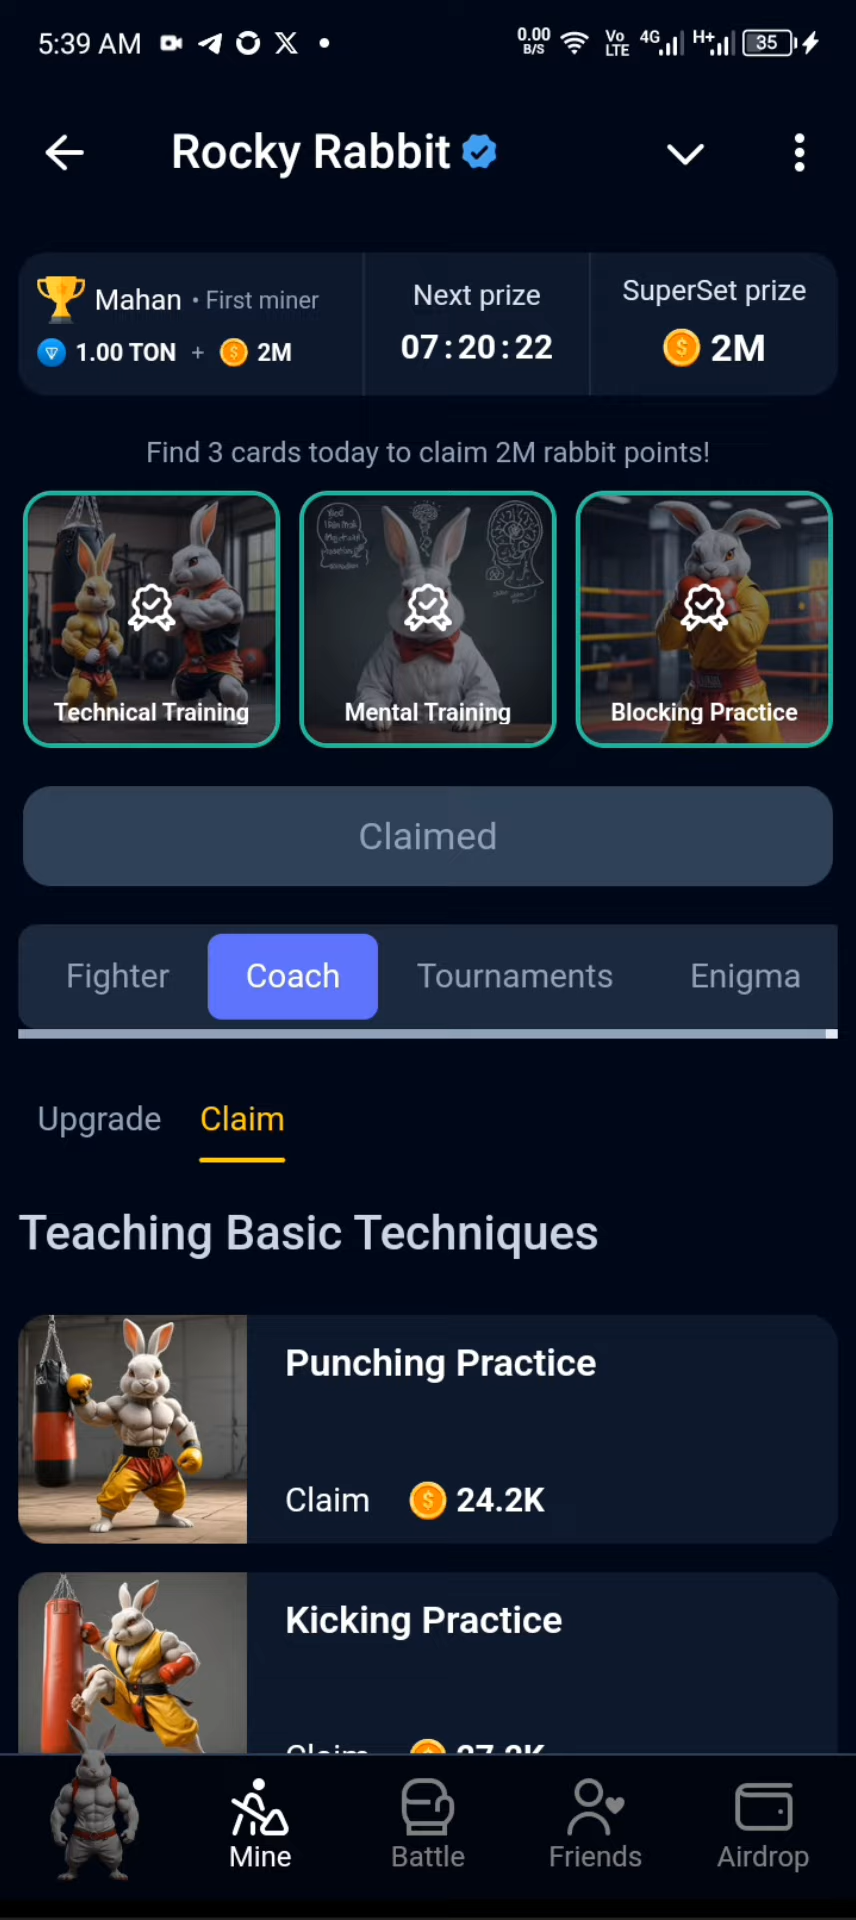 5:39 AM
0.00 B/S
Vo LTE
4G
H+
35
Rocky Rabbit
Mahan • First miner
1.00 TON + 2M
Next prize
07:20:22
SuperSet prize
2M
Find 3 cards today to claim 2M rabbit points!
Technical Training
Mental Training
Blocking Practice
Claimed
Fighter
Coach
Tournaments
Enigma
Upgrade
Claim
Teaching Basic Techniques
Punching Practice
Claim 24.2K
Kicking Practice
Mine
Battle
Friends
Airdrop